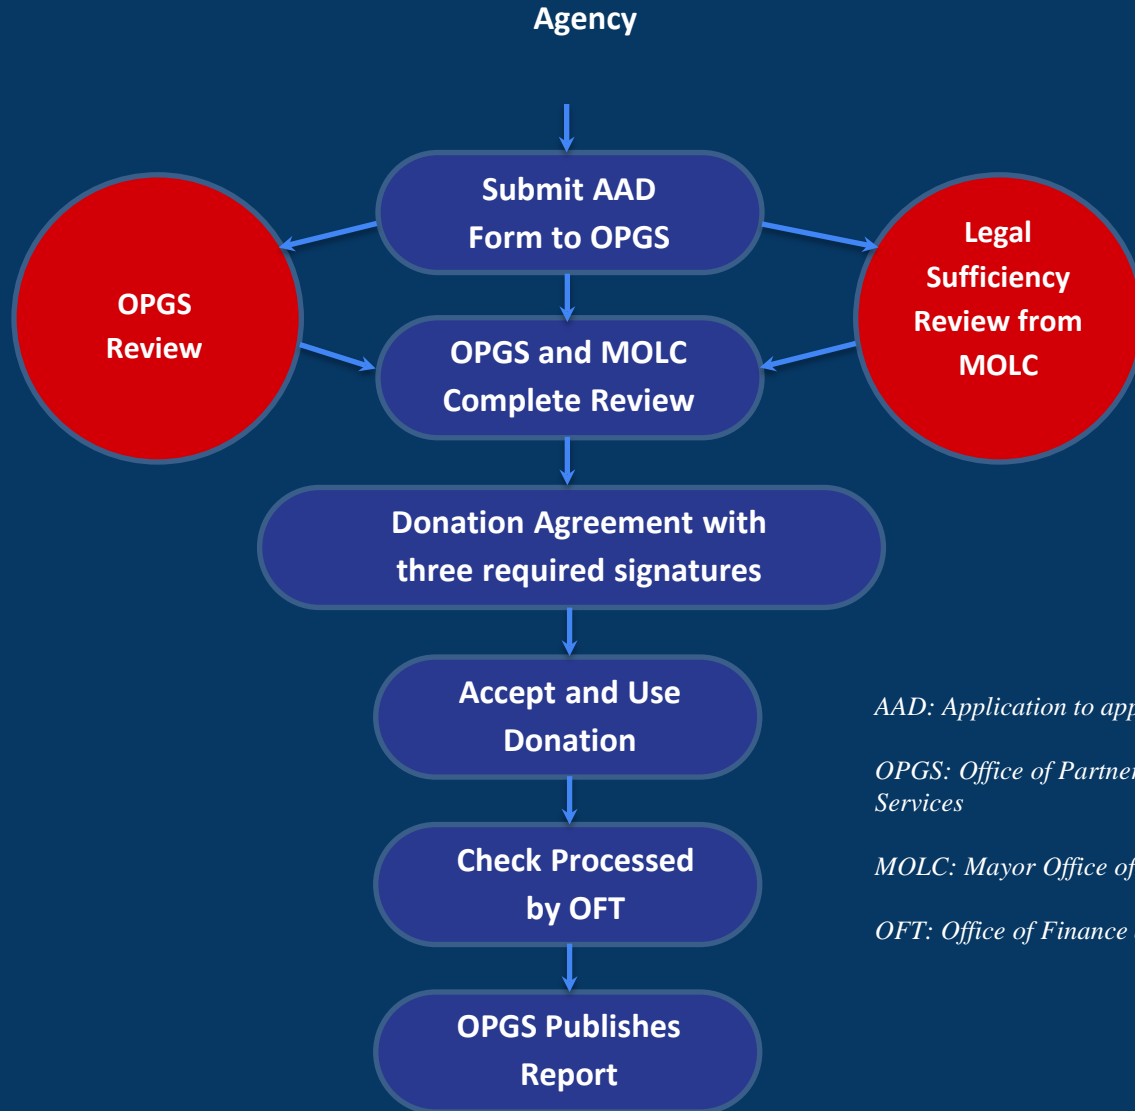 Agency
Submit AAD
Form to OPGS
OPGS
Review
Legal
Sufficiency
Review from
MOLC
OPGS and MOLC
Complete Review
Donation Agreement with
three required signatures
Accept and Use
Donation
AAD: Application to
OPGS: Office of
Services
MOLC: Mayor Office of
OFT: Office of Finance
Check Processed
by OFT
OPGS Publishes
Report